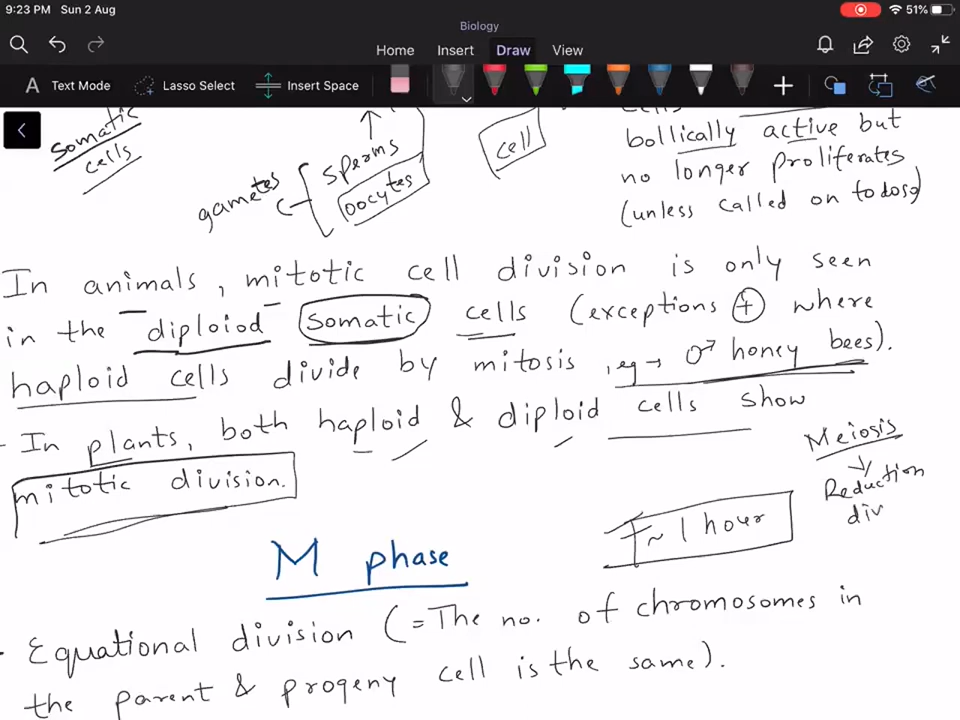 9:23 PM Sun 2 Aug
51%
Biology
Home Insert Draw View
A Text Mode Lasso Select Insert Space
Somatic
cells
gametes
sperms
oocytes
cell
bollically active but
no longer proliferates
(unless called on to doso)
In animals, mitotic cell division is only seen
in the diploiod Somatic cells (exceptions + where
haploid cells divide by mitosis, eg → ♂ honey bees).
- In plants, both haploid & diploid cells show
mitotic division.
Meiosis
↓
Reduction
div
M phase
T ~ 1 hour
- Equational division (= The no. of chromosomes in
the parent & progeny cell is the same).